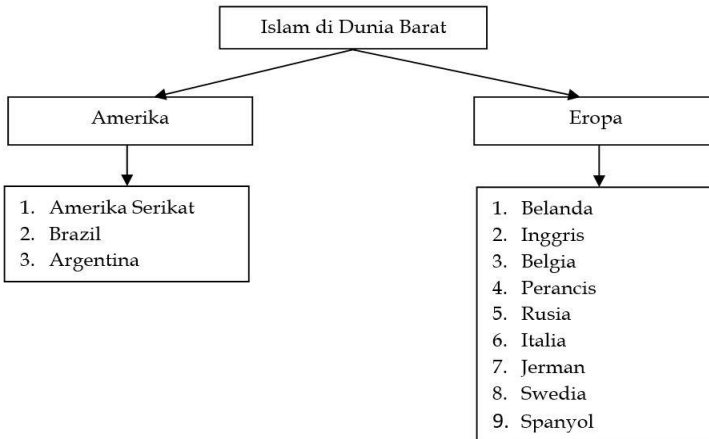 Islam di Dunia Barat
Amerika
Eropa
1. Amerika Serikat
2. Brazil
3. Argentina
1. Belanda
2. Inggris
3. Belgia
4. Perancis
5. Rusia
6. Italia
7. Jerman
8. Swedia
9. Spanyol